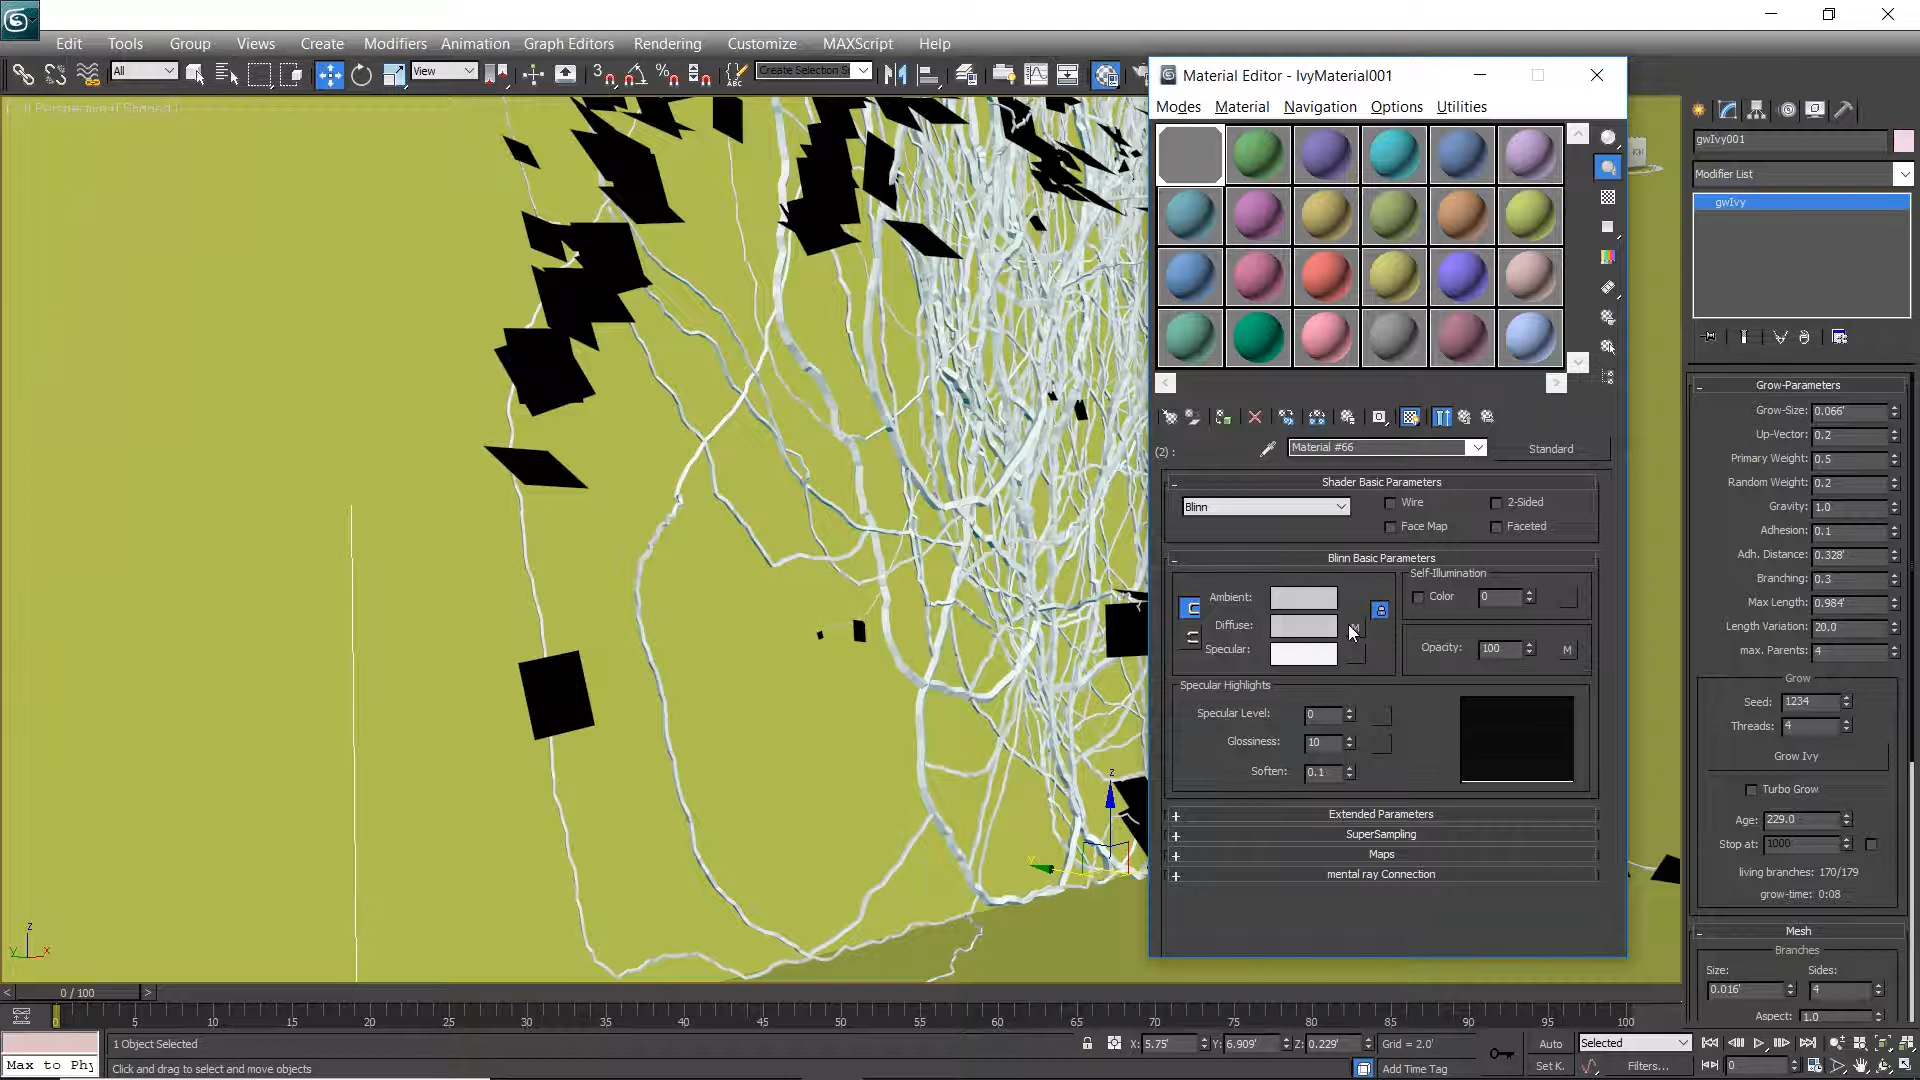 Edit Tools Group Views Create Modifiers Animation Graph Editors Rendering Customize MAXScript Help
All View Create Selection S
Material Editor - IvyMaterial001
Modes Material Navigation Options Utilities
(2): Material #66 Standard
Shader Basic Parameters
Blinn Wire 2-Sided
Face Map Faceted
Blinn Basic Parameters
Self-Illumination
Ambient: Color 0
Diffuse: M
Specular: Opacity: 100 M
Specular Highlights
Specular Level: 0
Glossiness: 10
Soften: 0.1
Extended Parameters
SuperSampling
Maps
mental ray Connection
gwIvy001
Modifier List
gwIvy
Grow-Parameters
Grow-Size: 0.066'
Up-Vector: 0.2
Primary Weight: 0.5
Random Weight: 0.2
Gravity: 1.0
Adhesion: 0.1
Adh. Distance: 0.328'
Branching: 0.3
Max Length: 0.984'
Length Variation: 20.0
max. Parents: 4
Grow
Seed: 1234
Threads: 4
Grow Ivy
Turbo Grow
Age: 229.0
Stop at: 1000
living branches: 170/179
grow-time: 0:08
Mesh
Branches
Size: Sides:
0.016' 4
Aspect: 1.0
z
y
z
y x
0 / 100
0 5 10 15 20 25 30 35 40 45 50 55 60 65 70 75 80 85 90 95 100
1 Object Selected X: 5.75' Y: 6.909' Z: 0.229' Grid = 2.0' Auto Selected
Max to Phy Click and drag to select and move objects Add Time Tag Set K. Filters... 0